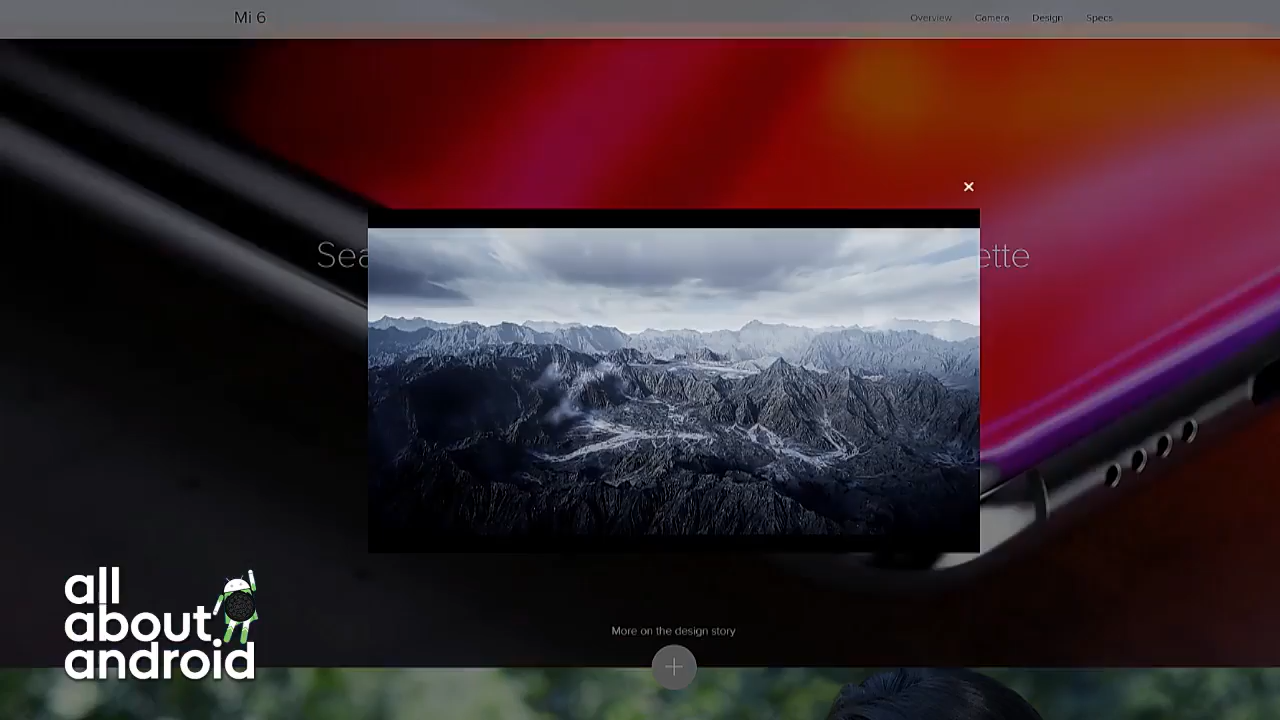 Mi 6
Overview Camera Design Specs
More on the design story
all
about
android